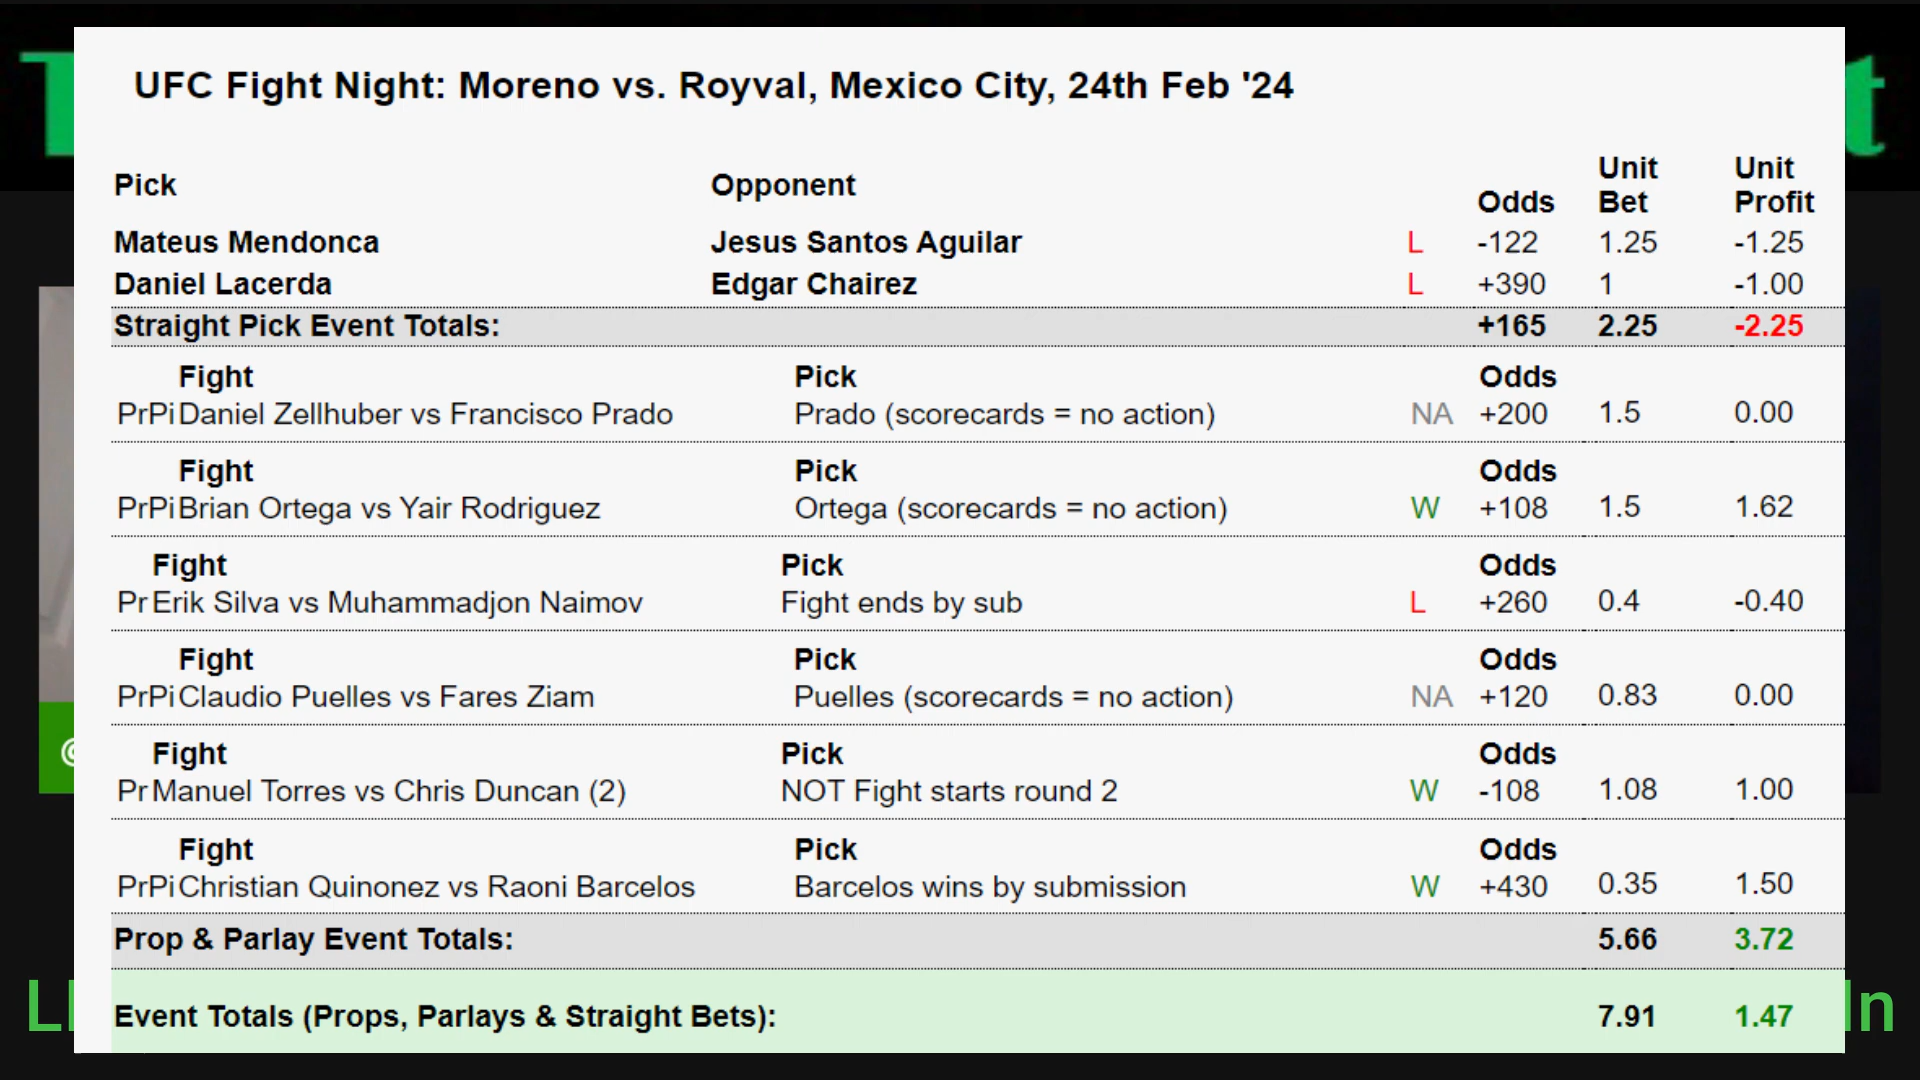 UFC Fight Night: Moreno vs. Royval, Mexico City, 24th Feb '24
Pick Opponent Odds Unit Bet Unit Profit
Mateus Mendonca Jesus Santos Aguilar L -122 1.25 -1.25
Daniel Lacerda Edgar Chairez L +390 1 -1.00
Straight Pick Event Totals: +165 2.25 -2.25
Fight Pick Odds
PrPi Daniel Zellhuber vs Francisco Prado Prado (scorecards = no action) NA +200 1.5 0.00
Fight Pick Odds
PrPi Brian Ortega vs Yair Rodriguez Ortega (scorecards = no action) W +108 1.5 1.62
Fight Pick Odds
Pr Erik Silva vs Muhammadjon Naimov Fight ends by sub L +260 0.4 -0.40
Fight Pick Odds
PrPi Claudio Puelles vs Fares Ziam Puelles (scorecards = no action) NA +120 0.83 0.00
Fight Pick Odds
Pr Manuel Torres vs Chris Duncan (2) NOT Fight starts round 2 W -108 1.08 1.00
Fight Pick Odds
PrPi Christian Quinonez vs Raoni Barcelos Barcelos wins by submission W +430 0.35 1.50
Prop & Parlay Event Totals: 5.66 3.72
Event Totals (Props, Parlays & Straight Bets): 7.91 1.47